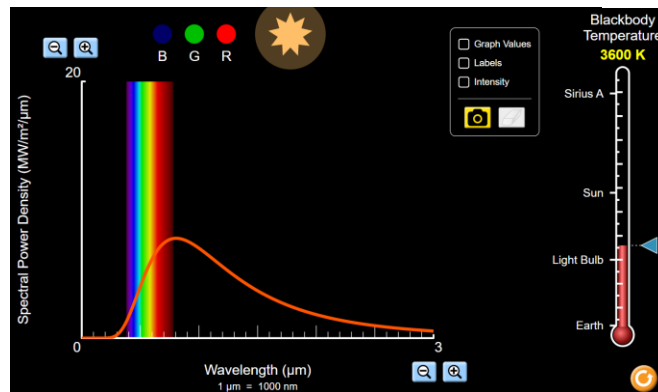 Blackbody
Temperature
3600 K
B G R
Graph Values
Labels
Intensity
20
Spectral Power Density (MW/m²/µm)
Sirius A
Sun
Light Bulb
Earth
0
3
Wavelength (µm)
1 µm = 1000 nm